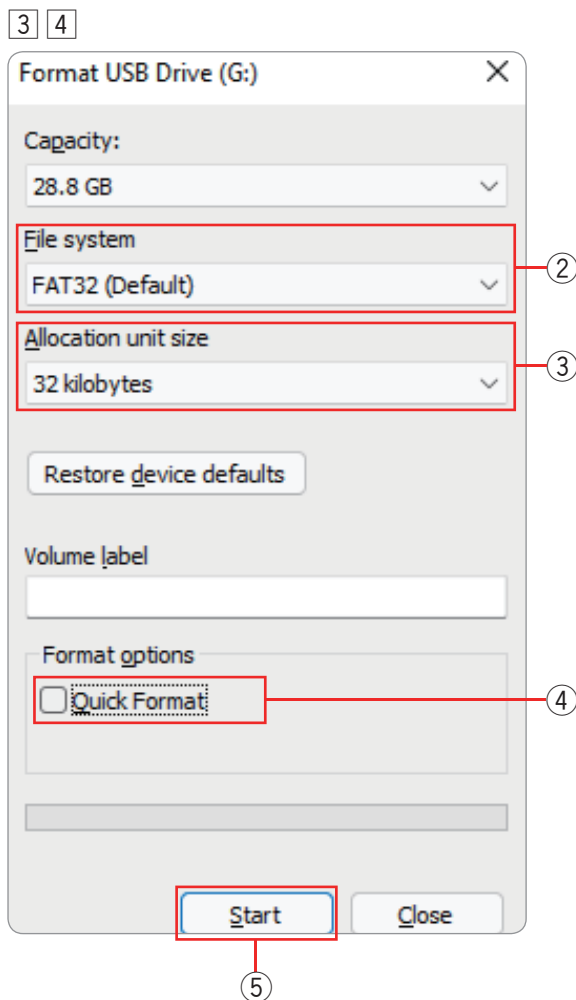 3 4
Format USB Drive (G:)
Capacity:
28.8 GB
File system
FAT32 (Default)
②
Allocation unit size
32 kilobytes
③
Restore device defaults
Volume label
Format options
Quick Format
④
Start Close
⑤